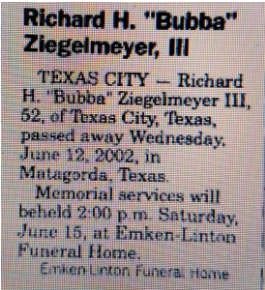 Richard H. "Bubba"
Ziegelmeyer, III
TEXAS CITY — Richard
H. "Bubba" Ziegelmeyer III,
52, of Texas City, Texas,
passed away Wednesday,
June 12, 2002, in
Matagorda, Texas.
Memorial services will
beheld 2:00 p.m. Saturday,
June 15, at Emken-Linton
Funeral Home.
Emken-Linton Funeral Home